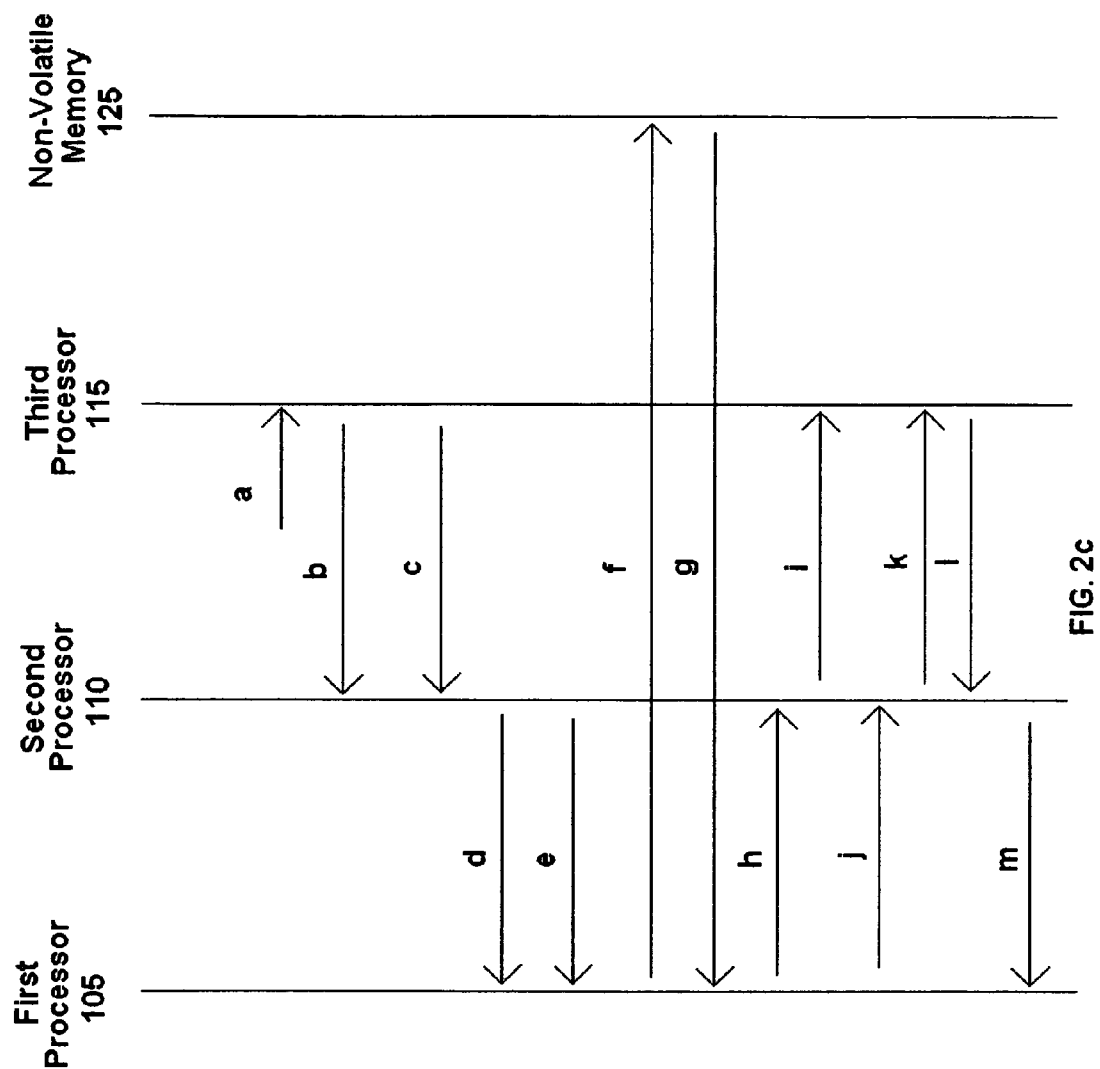 First
Processor
105
Second
Processor
110
Third
Processor
115
Non-Volatile
Memory
125
a
b
c
d
e
f
g
h
i
j
k
l
m
FIG. 2c